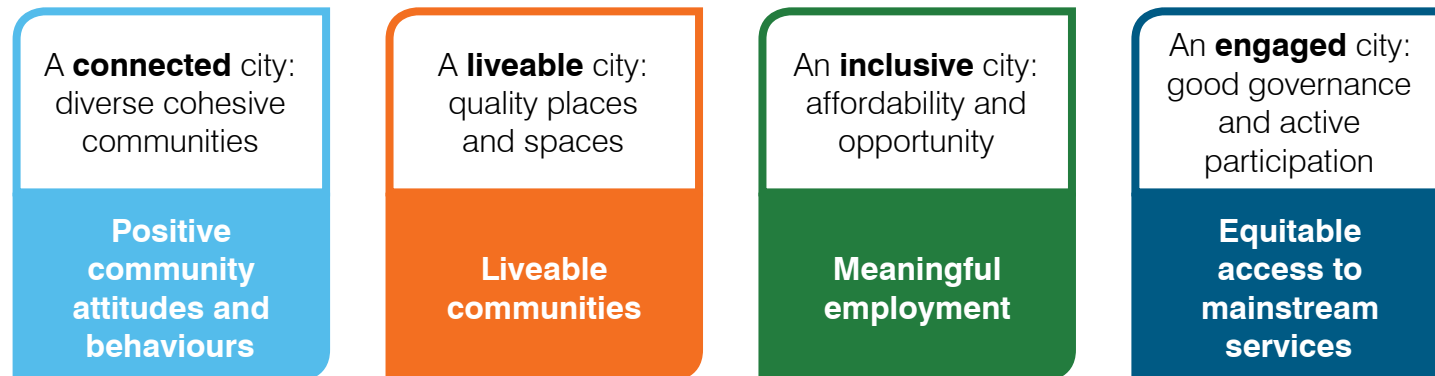 A connected city:
diverse cohesive
communities
Positive
community
attitudes and
behaviours
A liveable city:
quality places
and spaces
Liveable
communities
An inclusive city:
affordability and
opportunity
Meaningful
employment
An engaged city:
good governance
and active
participation
Equitable
access to
mainstream
services